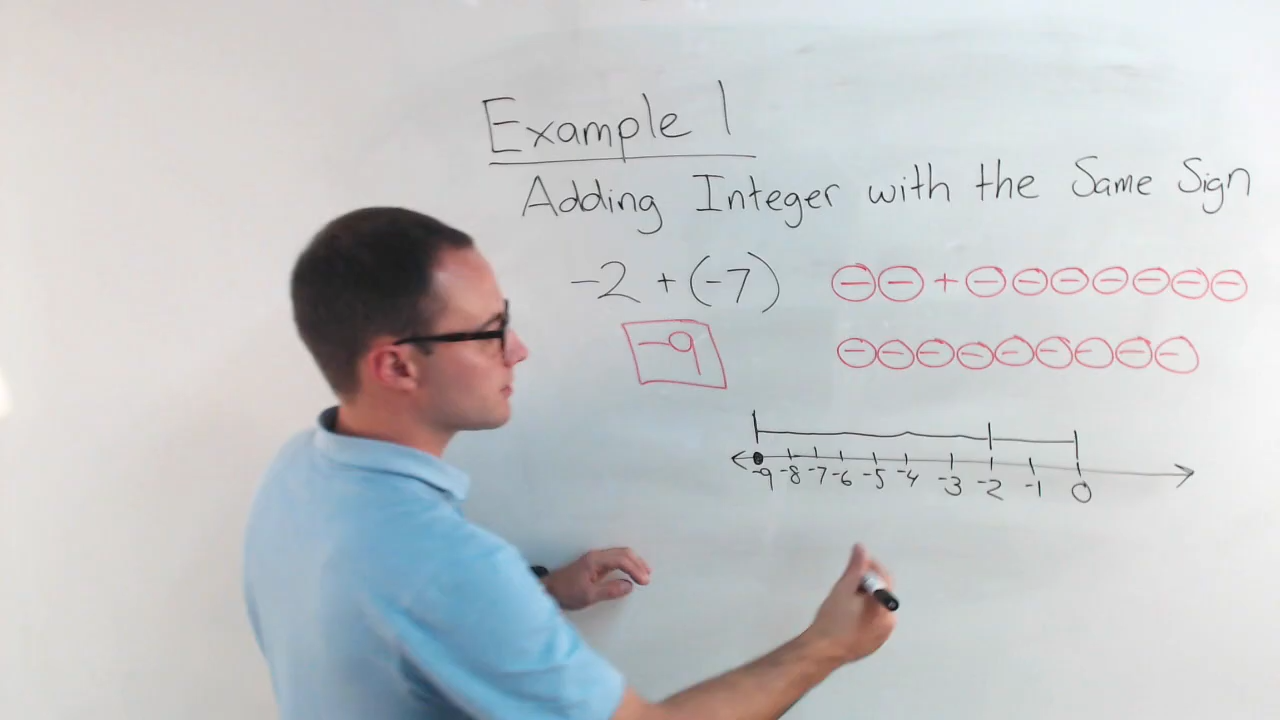 Example 1
Adding Integer with the Same Sign
-2 + (-7) ⊖⊖+⊖⊖⊖⊖⊖⊖⊖
-9 ⊖⊖⊖⊖⊖⊖⊖⊖⊖
-9 -8 -7 -6 -5 -4 -3 -2 -1 0